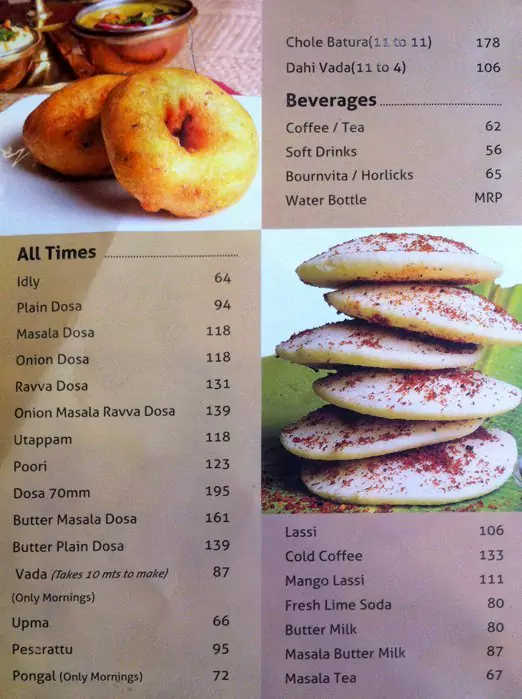 All Times
Idly 64
Plain Dosa 94
Masala Dosa 118
Onion Dosa 118
Ravva Dosa 131
Onion Masala Ravva Dosa 139
Utappam 118
Poori 123
Dosa 70mm 195
Butter Masala Dosa 161
Butter Plain Dosa 139
Vada (Takes 10 mts to make) 87
(Only Mornings)
Upma 66
Pesarattu 95
Pongal (Only Mornings) 72
Chole Batura(11 to 11) 178
Dahi Vada(11 to 4) 106
Beverages
Coffee / Tea 62
Soft Drinks 56
Bournvita / Horlicks 65
Water Bottle MRP
Lassi 106
Cold Coffee 133
Mango Lassi 111
Fresh Lime Soda 80
Butter Milk 80
Masala Butter Milk 87
Masala Tea 67